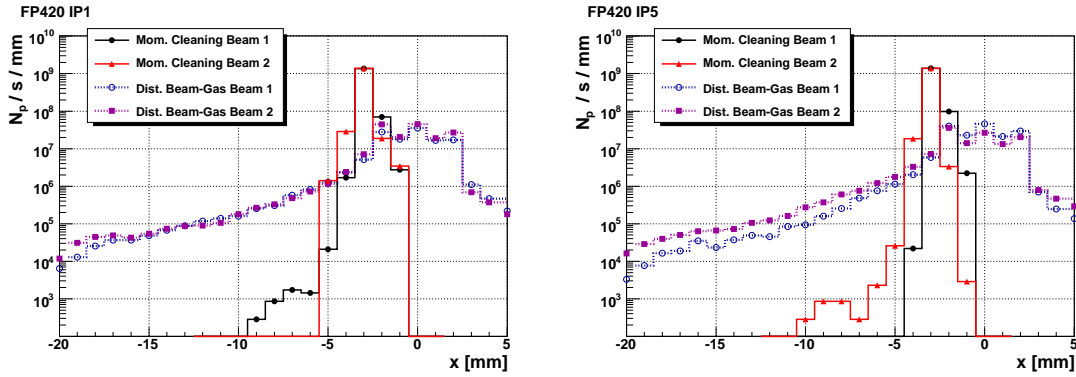 FP420 IP1
N_p / s / mm
10^10
10^9
10^8
10^7
10^6
10^5
10^4
10^3
Mom. Cleaning Beam 1
Mom. Cleaning Beam 2
Dist. Beam-Gas Beam 1
Dist. Beam-Gas Beam 2
-20 -15 -10 -5 0 5
x [mm]
FP420 IP5
N_p / s / mm
10^10
10^9
10^8
10^7
10^6
10^5
10^4
10^3
Mom. Cleaning Beam 1
Mom. Cleaning Beam 2
Dist. Beam-Gas Beam 1
Dist. Beam-Gas Beam 2
-20 -15 -10 -5 0 5
x [mm]